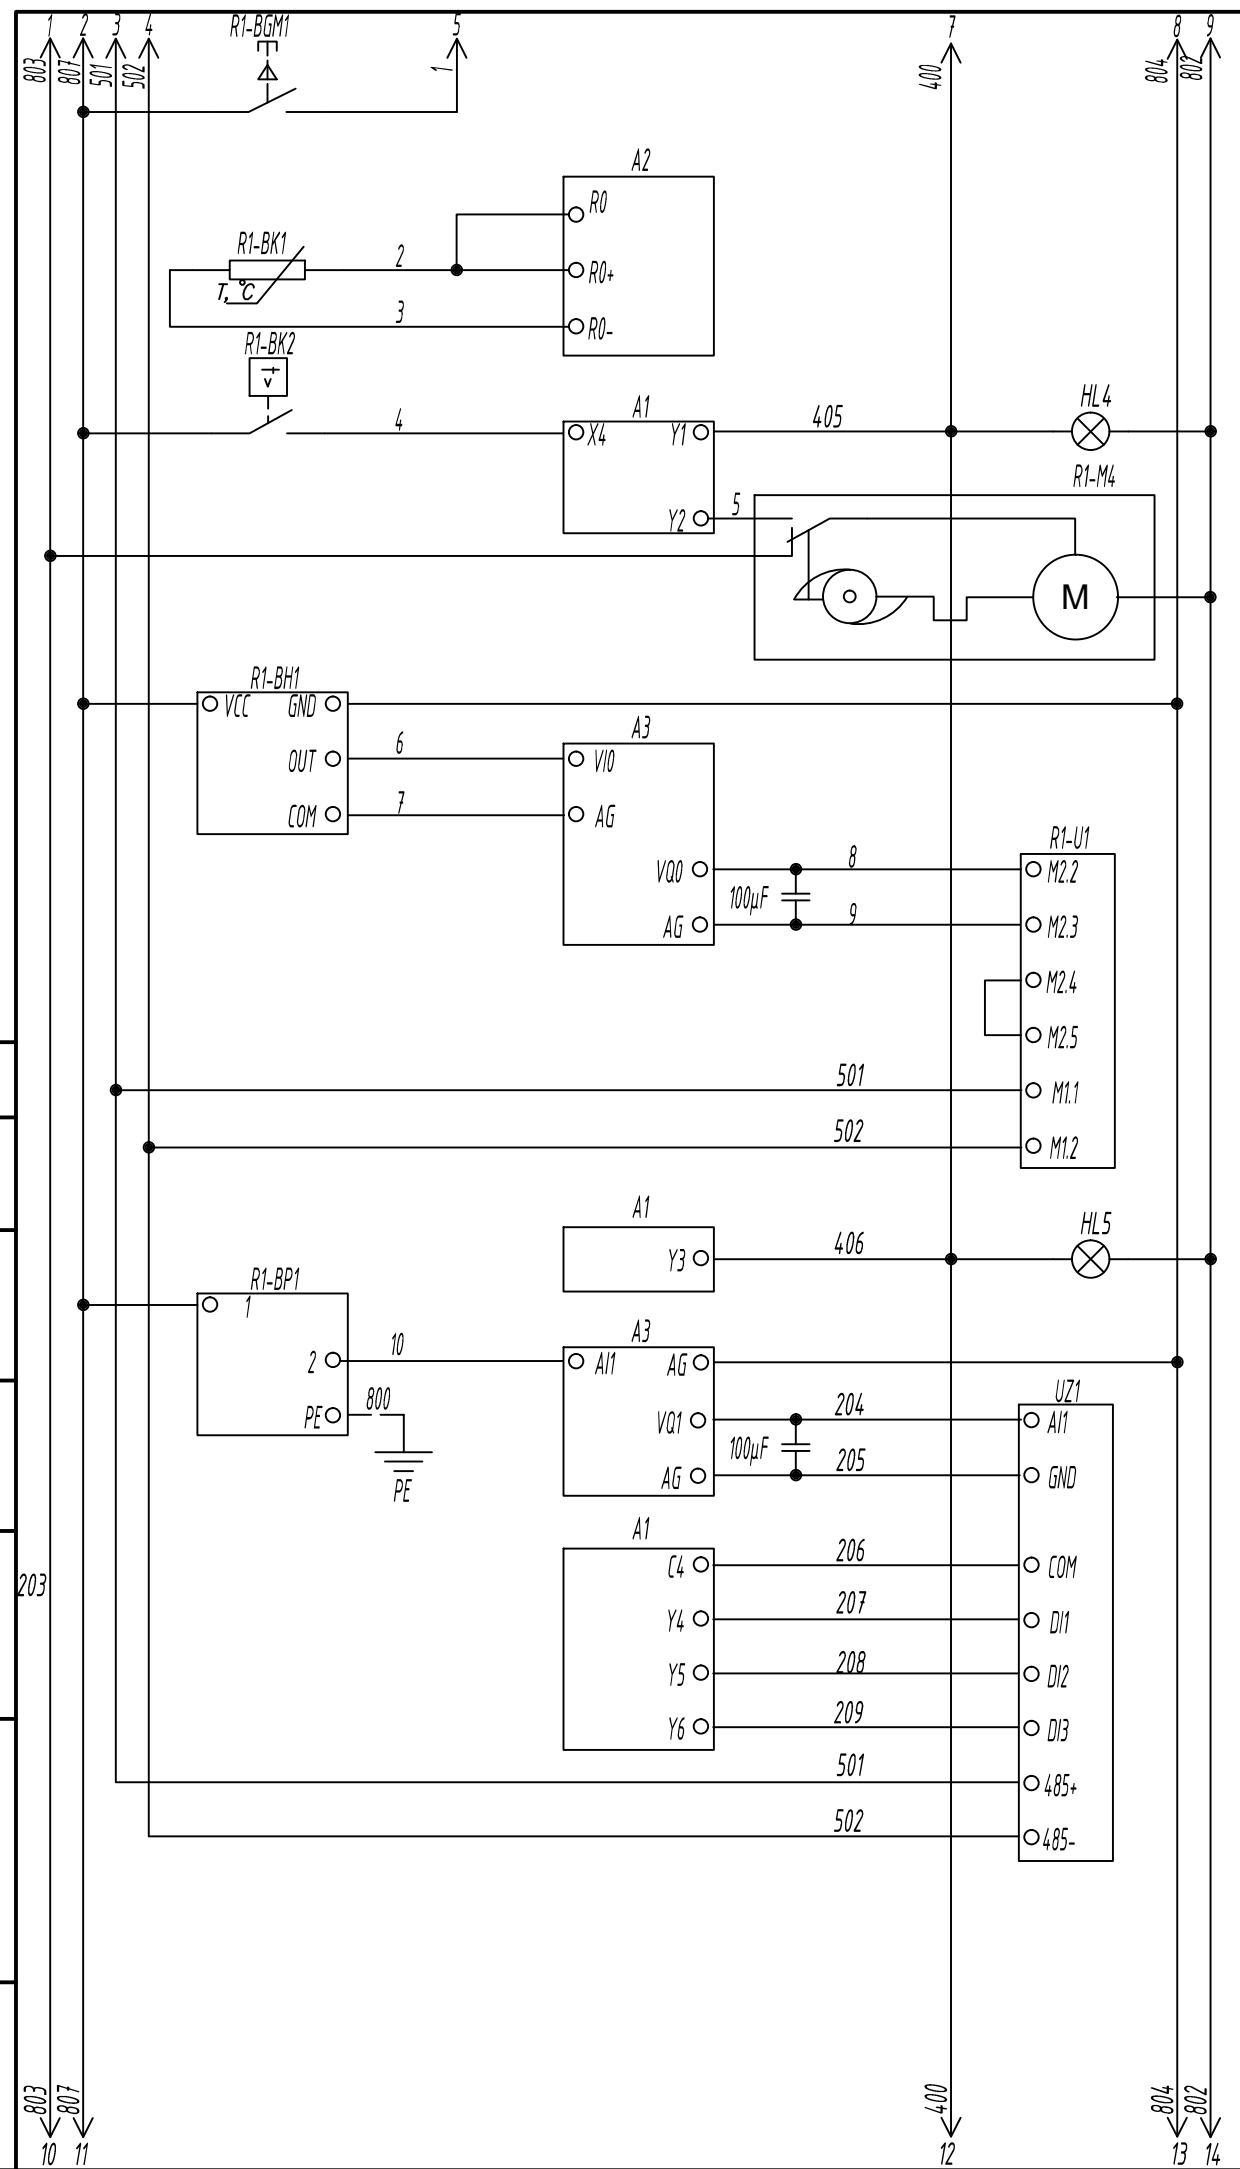 1 2 3 4 R1-BGM1 5 7 8 9
803 807 501 502 1 400 804 802
A2
R0
R1-BK1 2 R0+
T, °C
3 R0-
R1-BK2
t
v
A1 405 HL4
4 X4 Y1
R1-M4
Y2 5
M
R1-BH1
VCC GND
A3
OUT 6 VI0
COM 7 AG
R1-U1
VQ0 8 M2.2
100µF
AG 9 M2.3
M2.4
M2.5
501 M1.1
502 M1.2
A1 HL5
Y3 406
R1-BP1
1
A3
2 10 AI1 AG
UZ1
PE 800 VQ1 204 AI1
100µF
PE AG 205 GND
A1
C4 206 COM
203
Y4 207 DI1
Y5 208 DI2
Y6 209 DI3
501 485+
502 485-
803 807 400 804 802
10 11 12 13 14